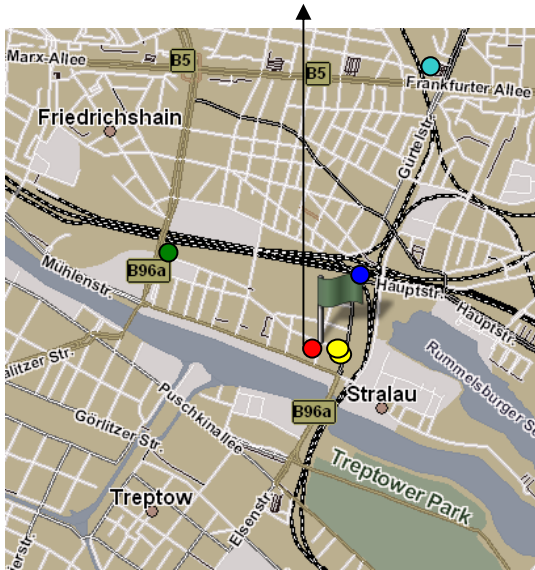 B5
Marx-Allee
B5
Frankfurter Allee
Friedrichshain
Gürtelstr.
B96a
Mühlenstr.
Hauptstr.
Hauptstr.
alitzer Str.
Puschkinallee
Rummelsburger
Stralau
B96a
Görlitzer Str.
Treptower Park
Treptow
Elsenstr.
erstr.